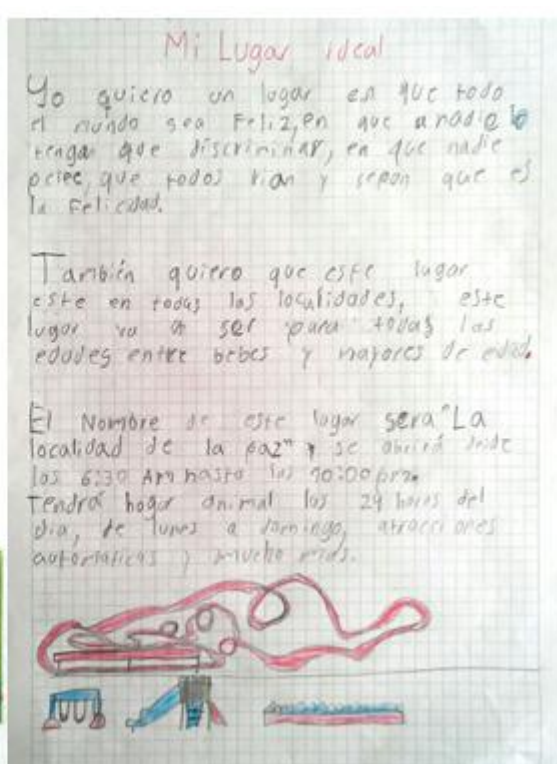 Mi Lugar ideal
Yo quiero un lugar en que todo
el mundo sea Feliz, en que a nadie lo
tengan que discriminar, en que nadie
pelee, que todos rian y sepan que es
la Felicidad.
También quiero que este lugar
este en todas las localidades, este
lugar va a ser para todas las
edades entre bebes y mayores de edad.
El Nombre de este lugar sera "La
localidad de la paz" y se abrirá desde
las 6:30 Am hasta las 10:00 pm.
Tendrá hogar animal las 24 horas del
dia, de lunes a domingo, atracciones
automaticas y mucho mas.